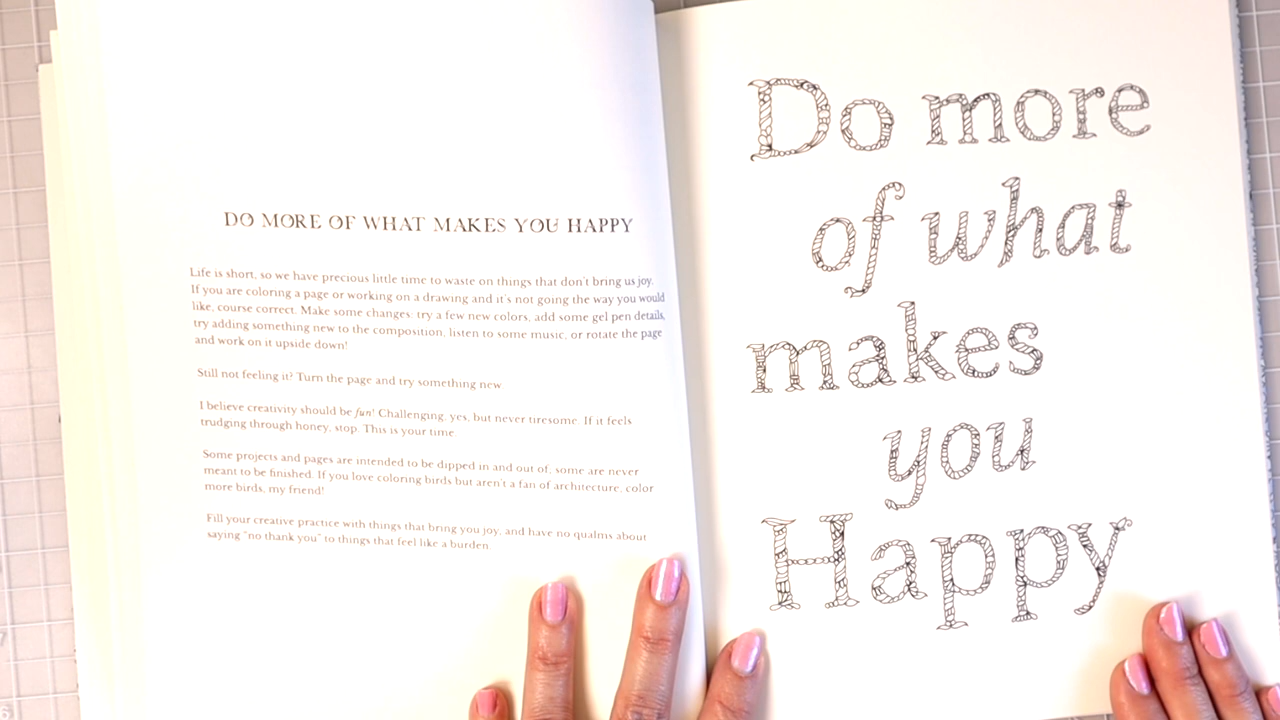 DO MORE OF WHAT MAKES YOU HAPPY
Life is short, so we have precious little time to waste on things that don't bring us joy.
If you are coloring a page or working on a drawing and it's not going the way you would
like, course correct. Make some changes: try a few new colors, add some gel pen details,
try adding something new to the composition, listen to some music, or rotate the page
and work on it upside down!
Still not feeling it? Turn the page and try something new.
I believe creativity should be fun! Challenging, yes, but never tiresome. If it feels
trudging through honey, stop. This is your time.
Some projects and pages are intended to be dipped in and out of, some are never
meant to be finished. If you love coloring birds but aren't a fan of architecture, color
more birds, my friend!
Fill your creative practice with things that bring you joy, and have no qualms about
saying "no thank you" to things that feel like a burden.
Do more
of what
makes
you
Happy